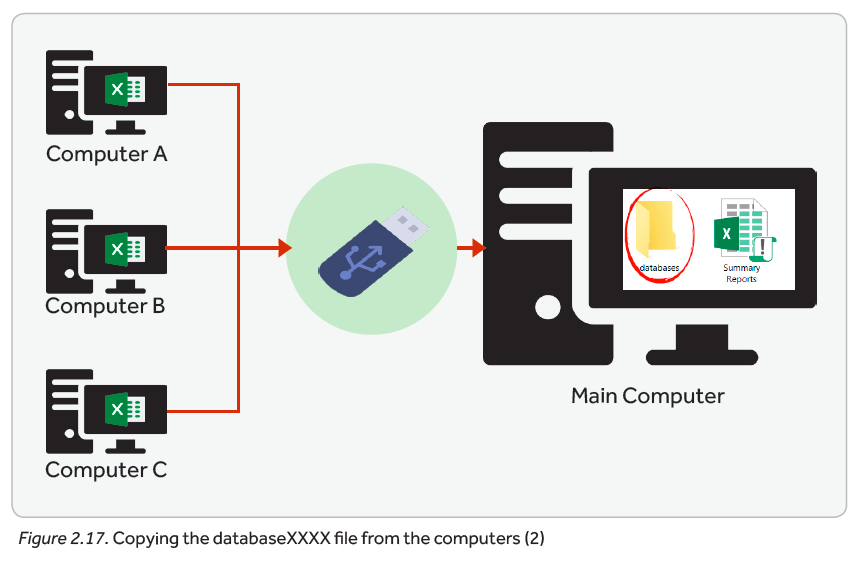 Computer A
Computer B
Computer C
databases
Summary
Reports
Main Computer
Figure 2.17. Copying the databaseXXXX file from the computers (2)